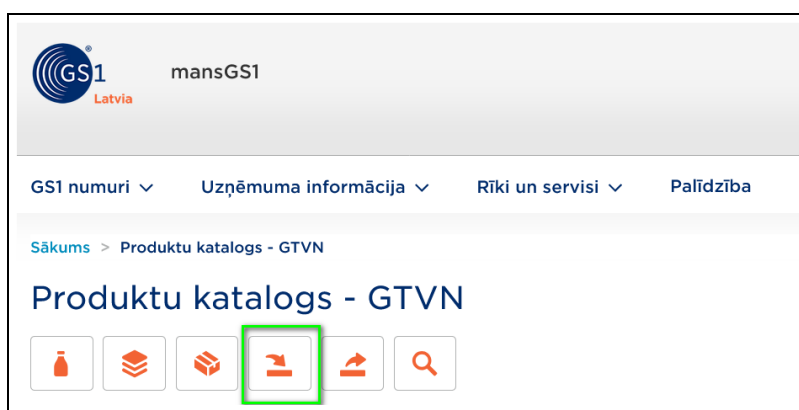 GS1
Latvia
mansGS1
GS1 numuri
Uzņēmuma informācija
Rīki un servisi
Palīdzība
Sākums > Produktu katalogs - GTVN
Produktu katalogs - GTVN